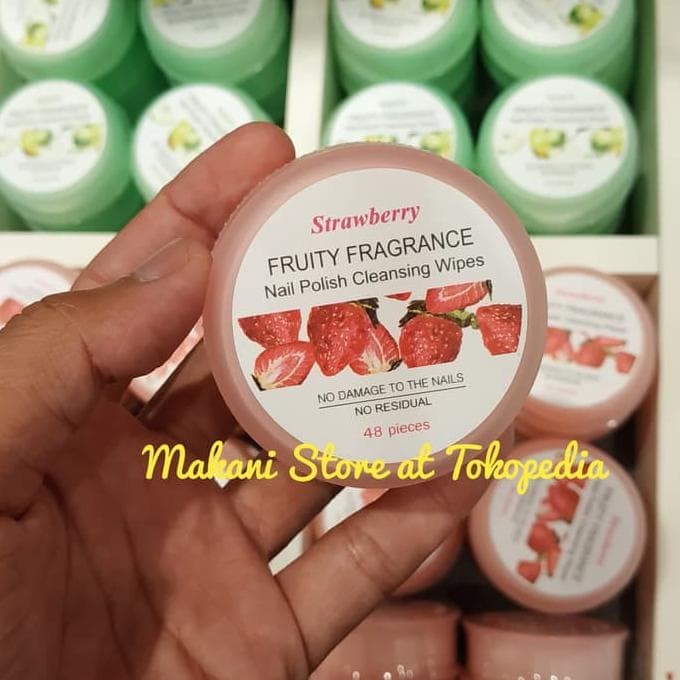 Strawberry
FRUITY FRAGRANCE
Nail Polish Cleansing Wipes
NO DAMAGE TO THE NAILS
NO RESIDUAL
48 pieces
Makani Store at Tokopedia